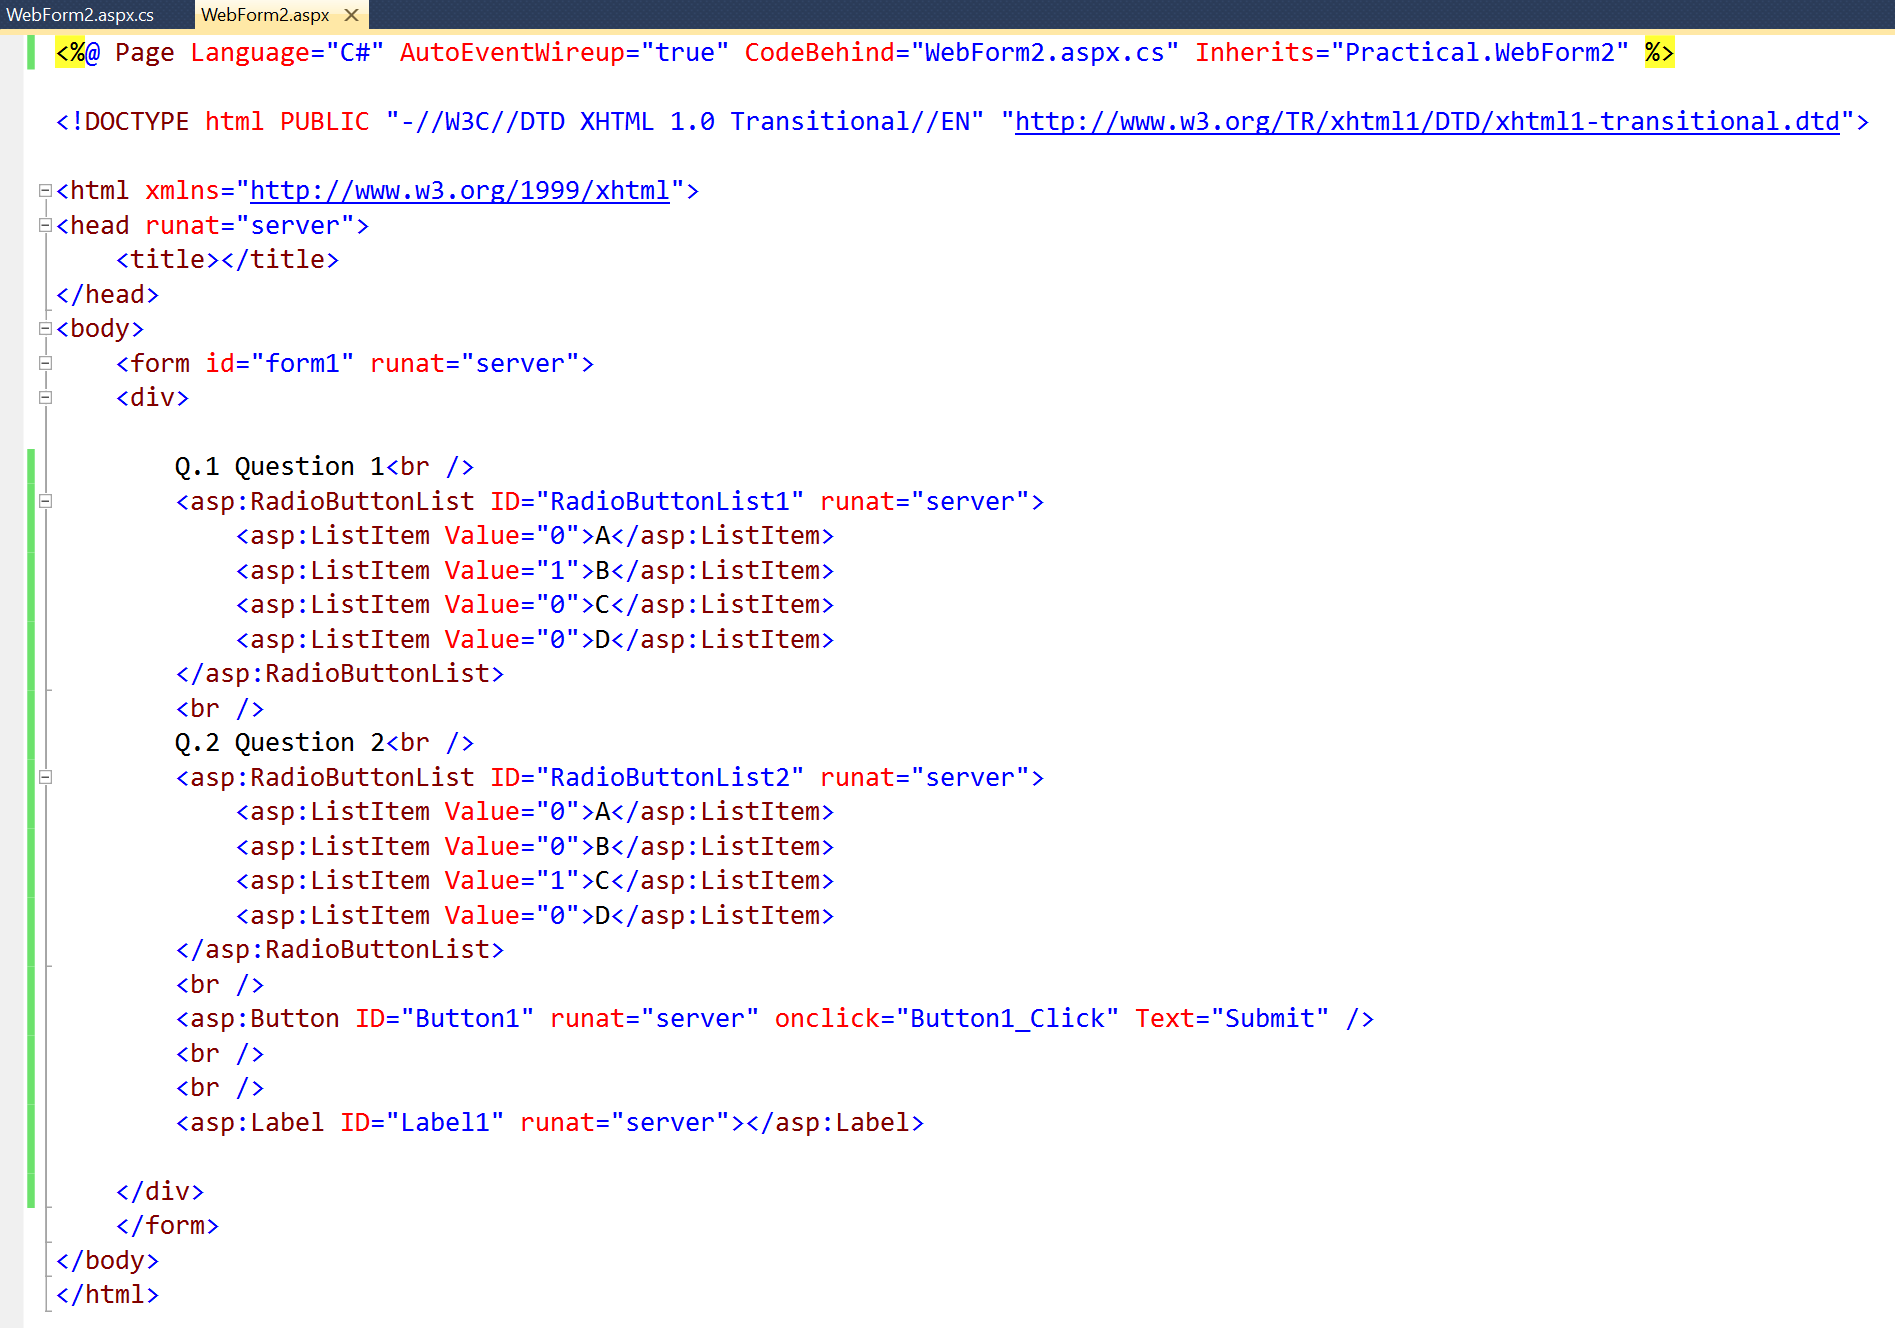 WebForm2.aspx.cs WebForm2.aspx
<%@ Page Language="C#" AutoEventWireup="true" CodeBehind="WebForm2.aspx.cs" Inherits="Practical.WebForm2" %>
<!DOCTYPE html PUBLIC "-//W3C//DTD XHTML 1.0 Transitional//EN" "http://www.w3.org/TR/xhtml1/DTD/xhtml1-transitional.dtd">
<html xmlns="http://www.w3.org/1999/xhtml">
<head runat="server">
<title></title>
</head>
<body>
<form id="form1" runat="server">
<div>
Q.1 Question 1<br />
<asp:RadioButtonList ID="RadioButtonList1" runat="server">
<asp:ListItem Value="0">A</asp:ListItem>
<asp:ListItem Value="1">B</asp:ListItem>
<asp:ListItem Value="0">C</asp:ListItem>
<asp:ListItem Value="0">D</asp:ListItem>
</asp:RadioButtonList>
<br />
Q.2 Question 2<br />
<asp:RadioButtonList ID="RadioButtonList2" runat="server">
<asp:ListItem Value="0">A</asp:ListItem>
<asp:ListItem Value="0">B</asp:ListItem>
<asp:ListItem Value="1">C</asp:ListItem>
<asp:ListItem Value="0">D</asp:ListItem>
</asp:RadioButtonList>
<br />
<asp:Button ID="Button1" runat="server" onclick="Button1_Click" Text="Submit" />
<br />
<br />
<asp:Label ID="Label1" runat="server"></asp:Label>
</div>
</form>
</body>
</html>